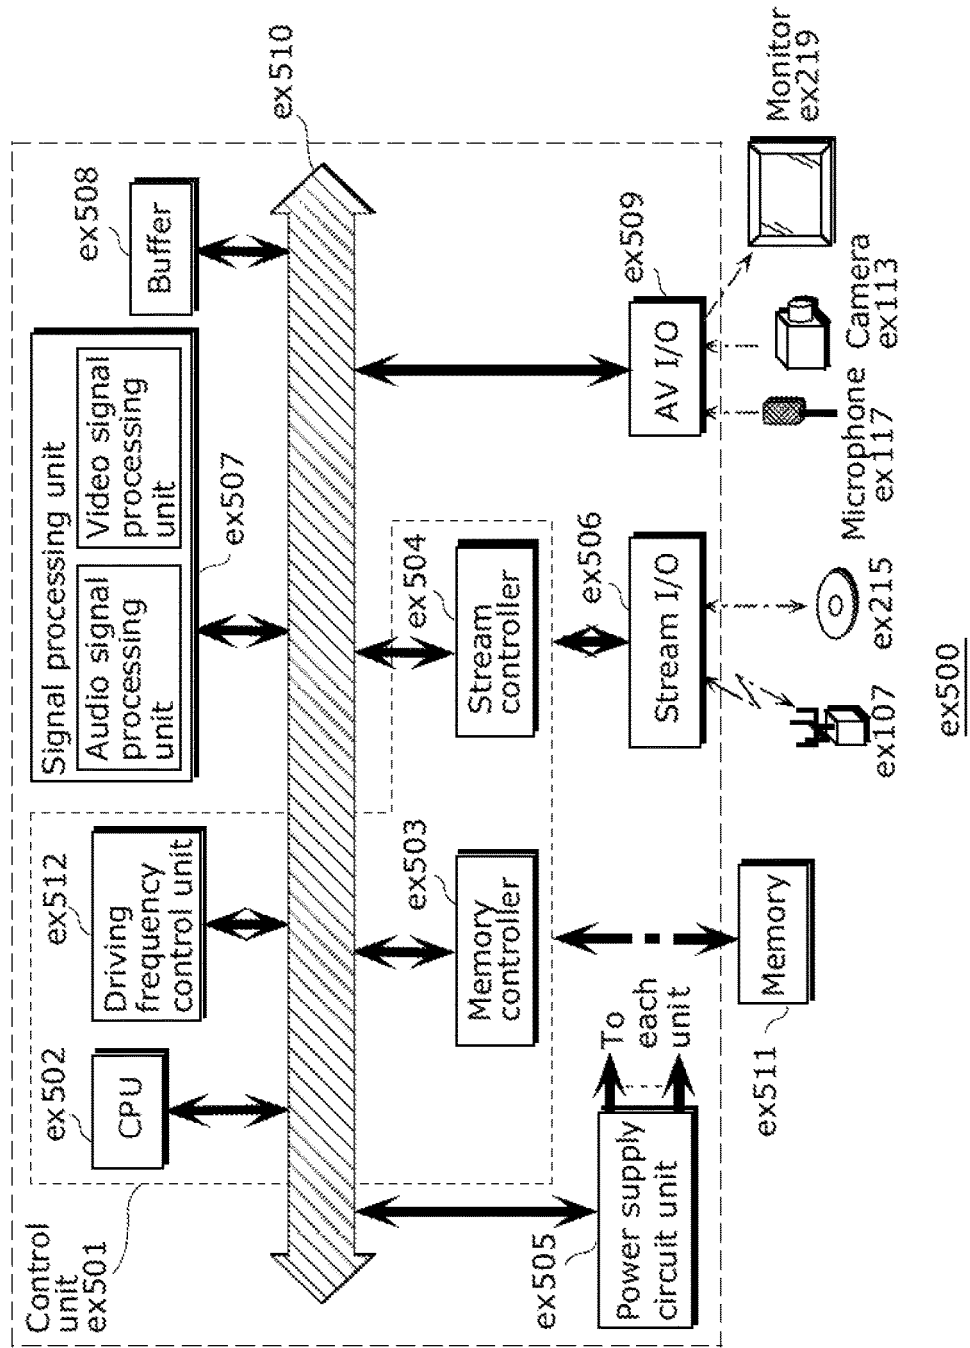 Control
unit
ex501
ex502
CPU
ex512
Driving
frequency
control unit
Signal processing unit
Audio signal
processing
unit
Video signal
processing
unit
ex507
ex508
Buffer
ex510
ex505
Power supply
circuit unit
To
each
unit
ex503
Memory
controller
ex504
Stream
controller
ex506
Stream I/O
ex509
AV I/O
ex511
Memory
ex107
ex215
Microphone
ex117
Camera
ex113
Monitor
ex219
ex500